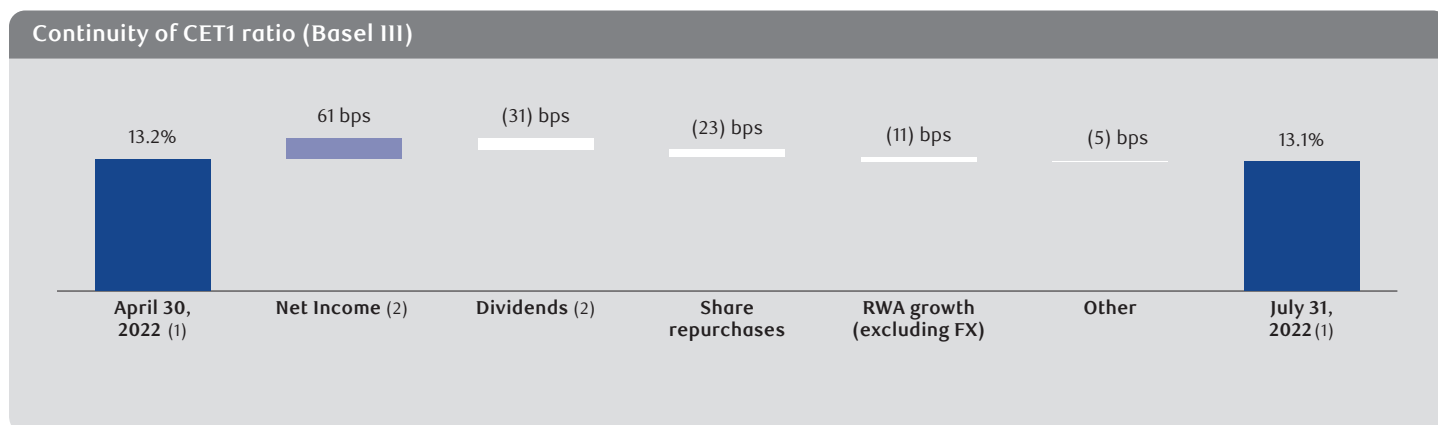 Continuity of CET1 ratio (Basel III)
13.2%
61 bps
(31) bps
(23) bps
(11) bps
(5) bps
13.1%
April 30,
2022 (1)
Net Income (2)
Dividends (2)
Share
repurchases
RWA growth
(excluding FX)
Other
July 31,
2022 (1)